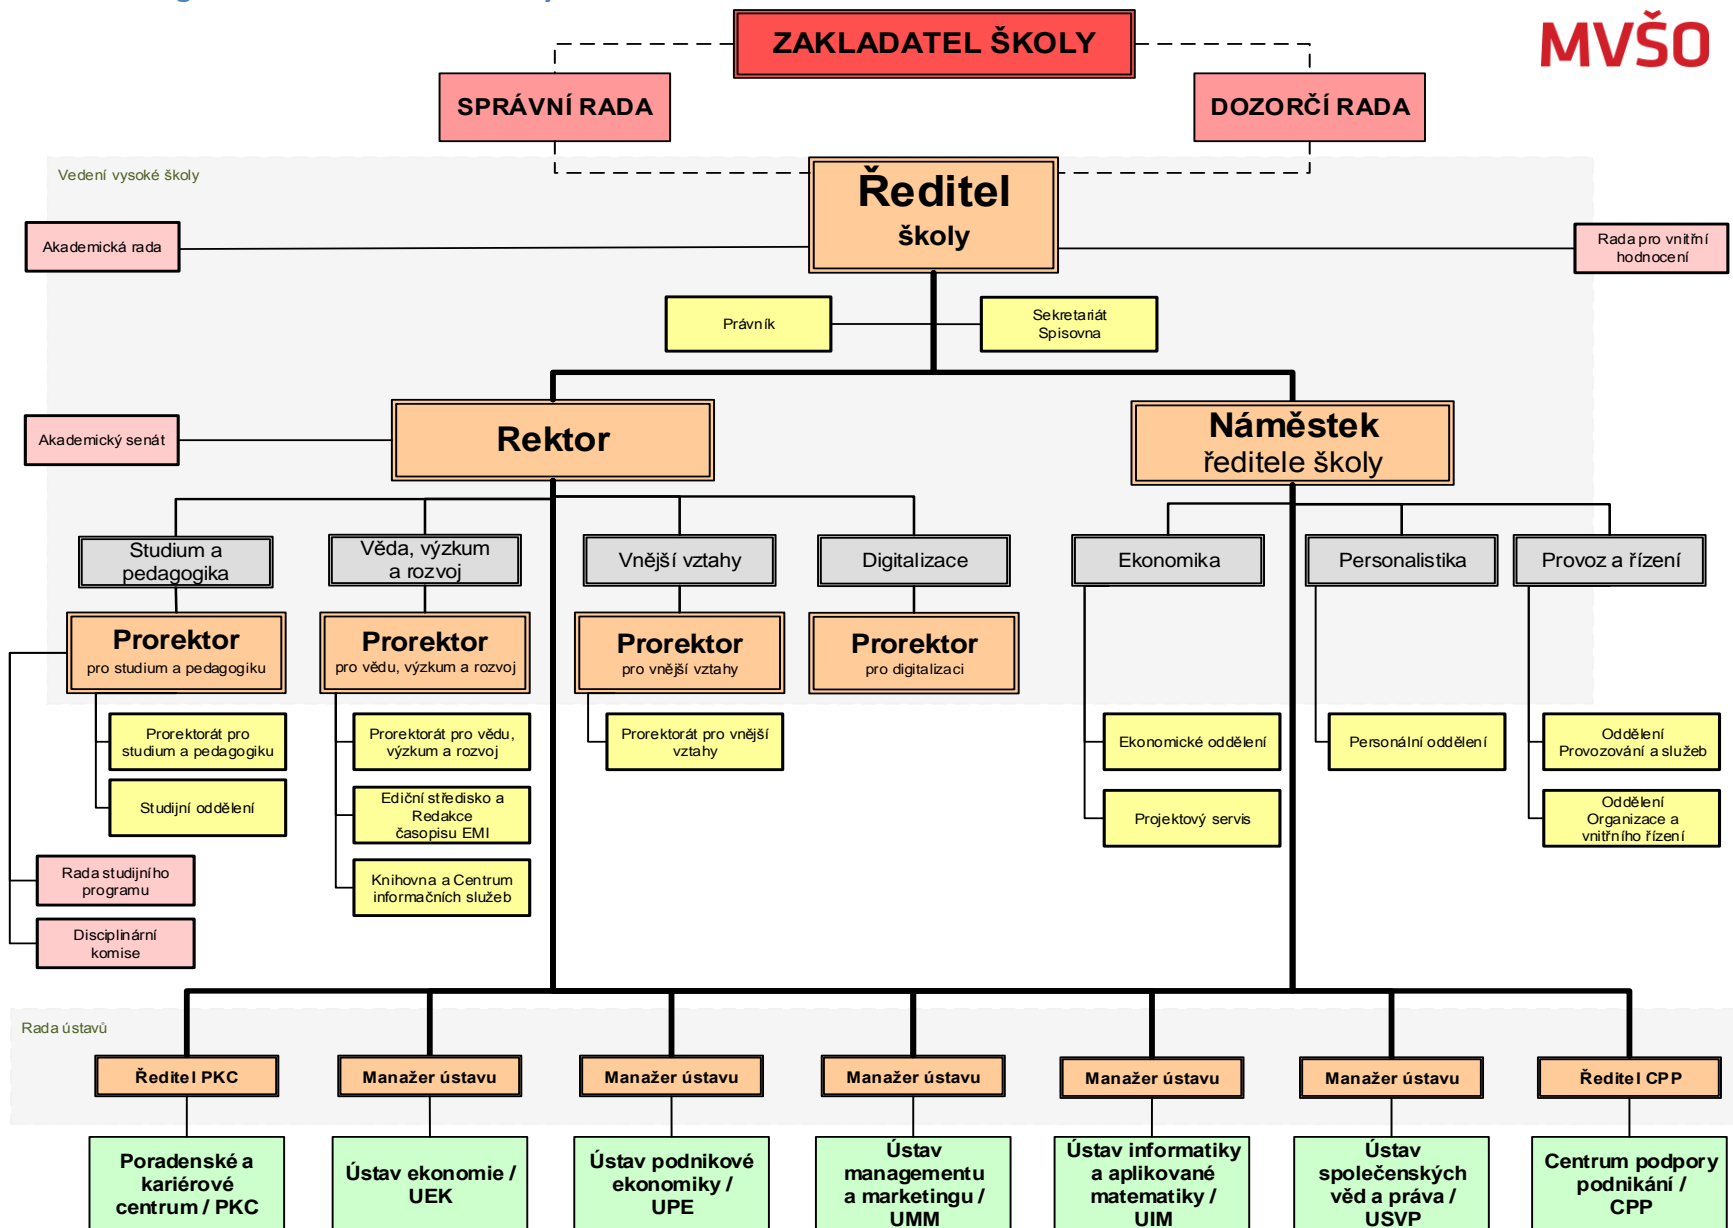 ZAKLADATEL ŠKOLY
MVŠO
SPRÁVNÍ RADA
DOZORČÍ RADA
Vedení vysoké školy
Ředitel
školy
Akademická rada
Rada pro vnitřní
hodnocení
Právník
Sekretariát
Spisovna
Rektor
Náměstek
ředitele školy
Akademický senát
Studium a
pedagogika
Věda, výzkum
a rozvoj
Vnější vztahy
Digitalizace
Ekonomika
Personalistika
Provoz a řízení
Prorektor
pro studium a pedagogiku
Prorektor
pro vědu, výzkum a rozvoj
Prorektor
pro vnější vztahy
Prorektor
pro digitalizaci
Prorektorát pro
studium a pedagogiku
Prorektorát pro vědu,
výzkum a rozvoj
Prorektorát pro vnější
vztahy
Ekonomické oddělení
Personální oddělení
Oddělení
Provozování a služeb
Studijní oddělení
Ediční středisko a
Redakce
časopisu EMI
Projektový servis
Oddělení
Organizace a
vnitřního řízení
Rada studijního
programu
Knihovna a Centrum
informačních služeb
Disciplinární
komise
Rada ústavů
Ředitel PKC
Manažer ústavu
Manažer ústavu
Manažer ústavu
Manažer ústavu
Manažer ústavu
Ředitel CPP
Poradenské a
kariérové
centrum / PKC
Ústav ekonomie /
UEK
Ústav podnikové
ekonomiky /
UPE
Ústav
managementu
a marketingu /
UMM
Ústav informatiky
a aplikované
matematiky /
UIM
Ústav
společenských
věd a práva /
USVP
Centrum podpory
podnikání /
CPP